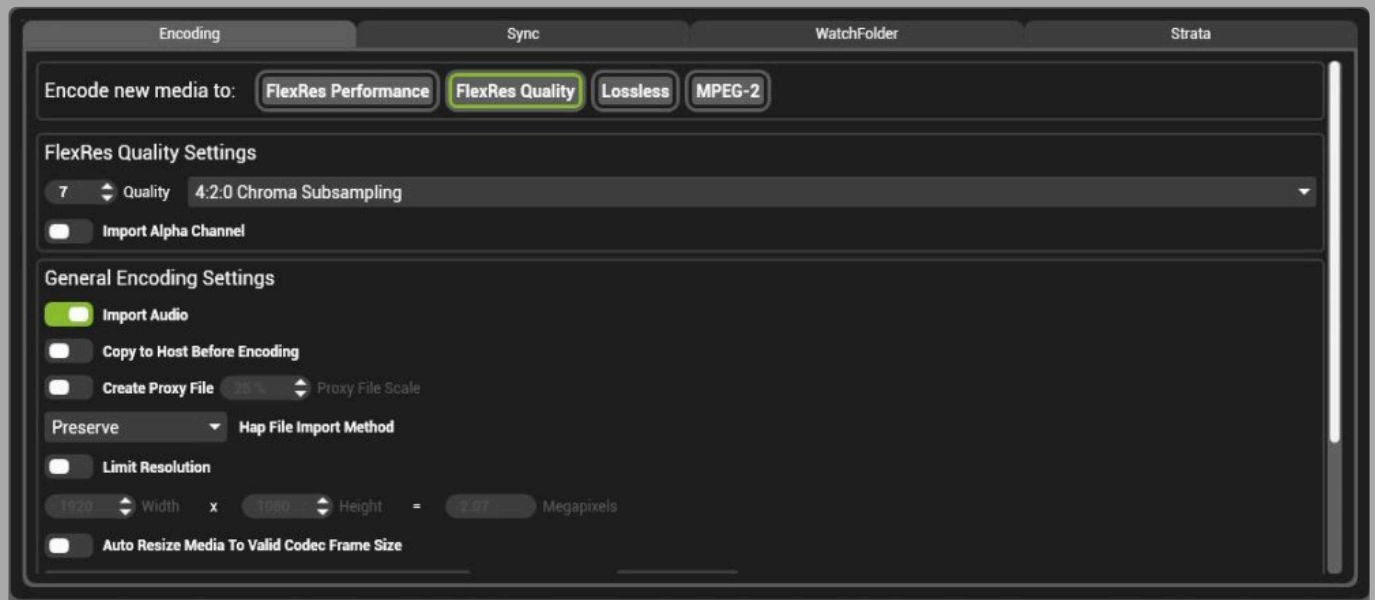 Encoding Sync WatchFolder Strata
Encode new media to: FlexRes Performance FlexRes Quality Lossless MPEG-2
FlexRes Quality Settings
7 Quality 4:2:0 Chroma Subsampling
Import Alpha Channel
General Encoding Settings
Import Audio
Copy to Host Before Encoding
Create Proxy File 25 % Proxy File Scale
Preserve Hap File Import Method
Limit Resolution
1920 Width x 1080 Height = 2.07 Megapixels
Auto Resize Media To Valid Codec Frame Size